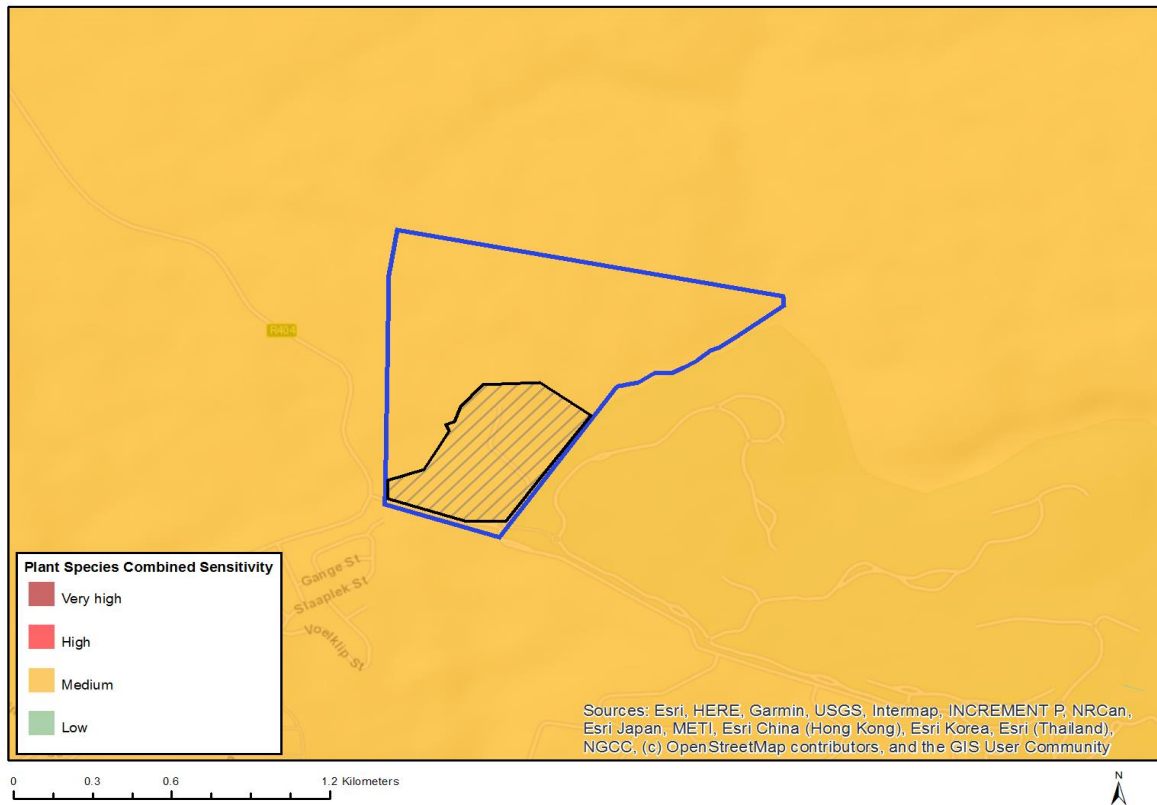 R404
Gange St
Slaaplek St
Voelklip St
Plant Species Combined Sensitivity
Very high
High
Medium
Low
Sources: Esri, HERE, Garmin, USGS, Intermap, INCREMENT P, NRCan,
Esri Japan, METI, Esri China (Hong Kong), Esri Korea, Esri (Thailand),
NGCC, (c) OpenStreetMap contributors, and the GIS User Community
0 0.3 0.6 1.2 Kilometers
N